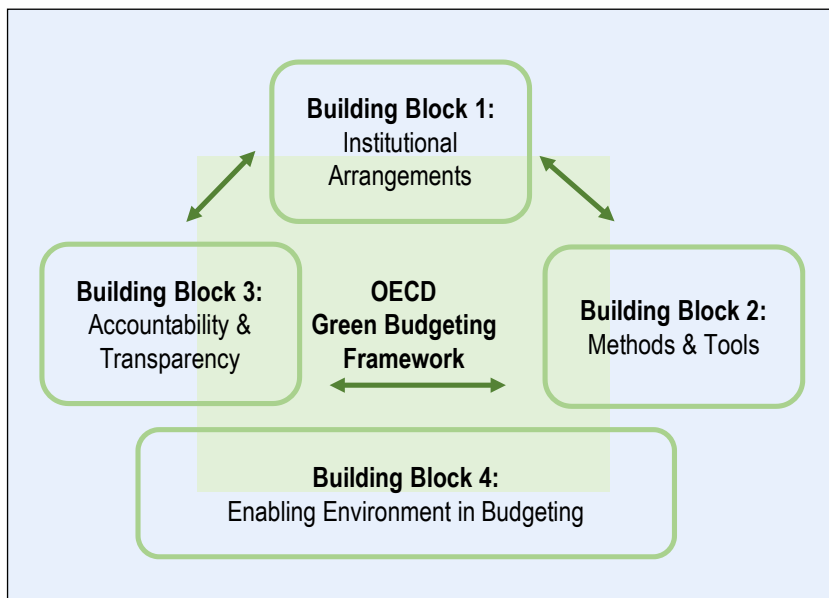 Building Block 1:
Institutional
Arrangements
Building Block 3:
Accountability &
Transparency
OECD
Green Budgeting
Framework
Building Block 2:
Methods & Tools
Building Block 4:
Enabling Environment in Budgeting